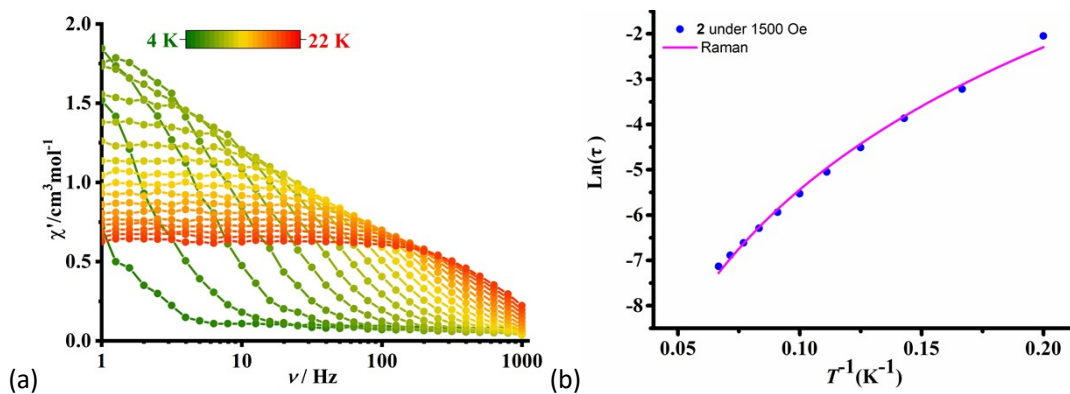 4 K 22 K
2.0
1.5
1.0
0.5
0.0
χ'/cm³mol⁻¹
1 10 100 1000
ν / Hz
(a)
2 under 1500 Oe
Raman
-2
-3
-4
-5
-6
-7
-8
Ln(τ)
0.05 0.10 0.15 0.20
T⁻¹(K⁻¹)
(b)